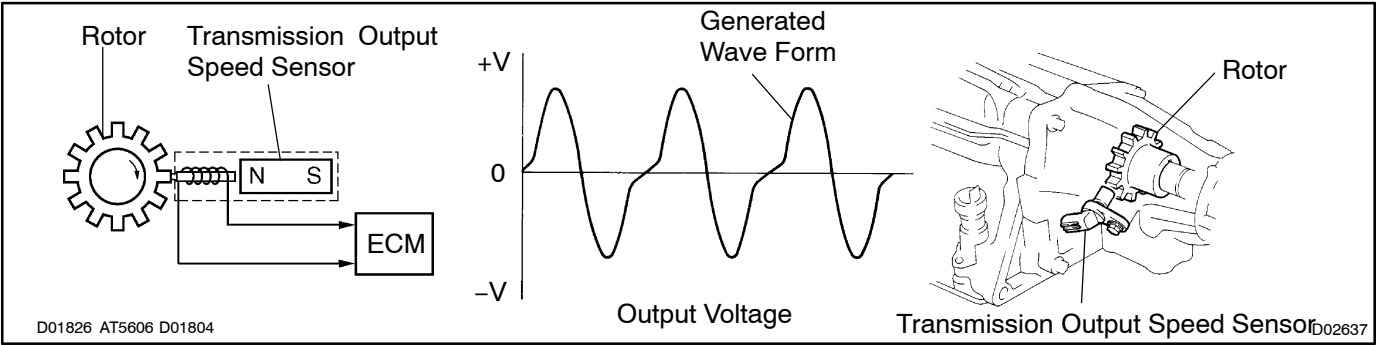 Rotor
Transmission Output
Speed Sensor
N S
ECM
D01826 AT5606 D01804
+V
0
−V
Generated
Wave Form
Output Voltage
Rotor
Transmission Output Speed Sensor
D02637